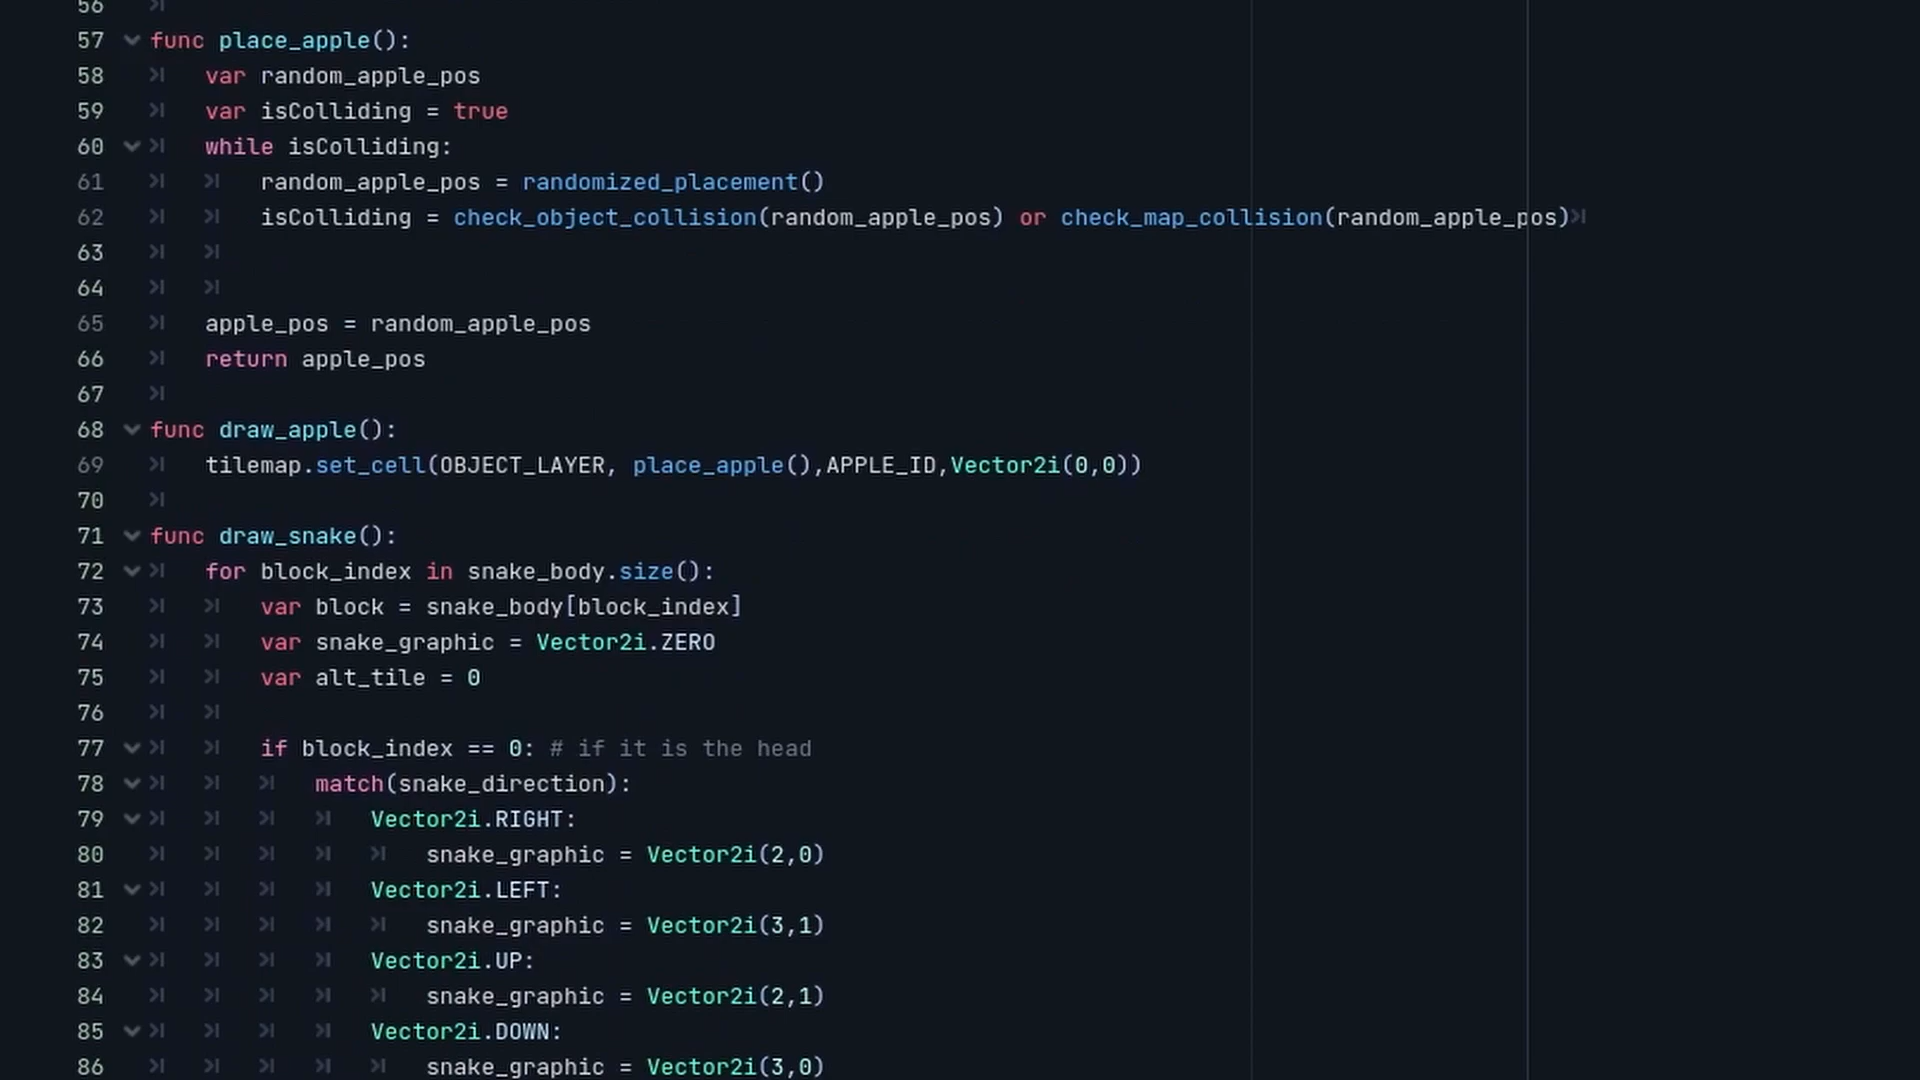 56
57 func place_apple():
58 var random_apple_pos
59 var isColliding = true
60 while isColliding:
61 random_apple_pos = randomized_placement()
62 isColliding = check_object_collision(random_apple_pos) or check_map_collision(random_apple_pos)
63
64
65 apple_pos = random_apple_pos
66 return apple_pos
67
68 func draw_apple():
69 tilemap.set_cell(OBJECT_LAYER, place_apple(),APPLE_ID,Vector2i(0,0))
70
71 func draw_snake():
72 for block_index in snake_body.size():
73 var block = snake_body[block_index]
74 var snake_graphic = Vector2i.ZERO
75 var alt_tile = 0
76
77 if block_index == 0: # if it is the head
78 match(snake_direction):
79 Vector2i.RIGHT:
80 snake_graphic = Vector2i(2,0)
81 Vector2i.LEFT:
82 snake_graphic = Vector2i(3,1)
83 Vector2i.UP:
84 snake_graphic = Vector2i(2,1)
85 Vector2i.DOWN:
86 snake_graphic = Vector2i(3,0)